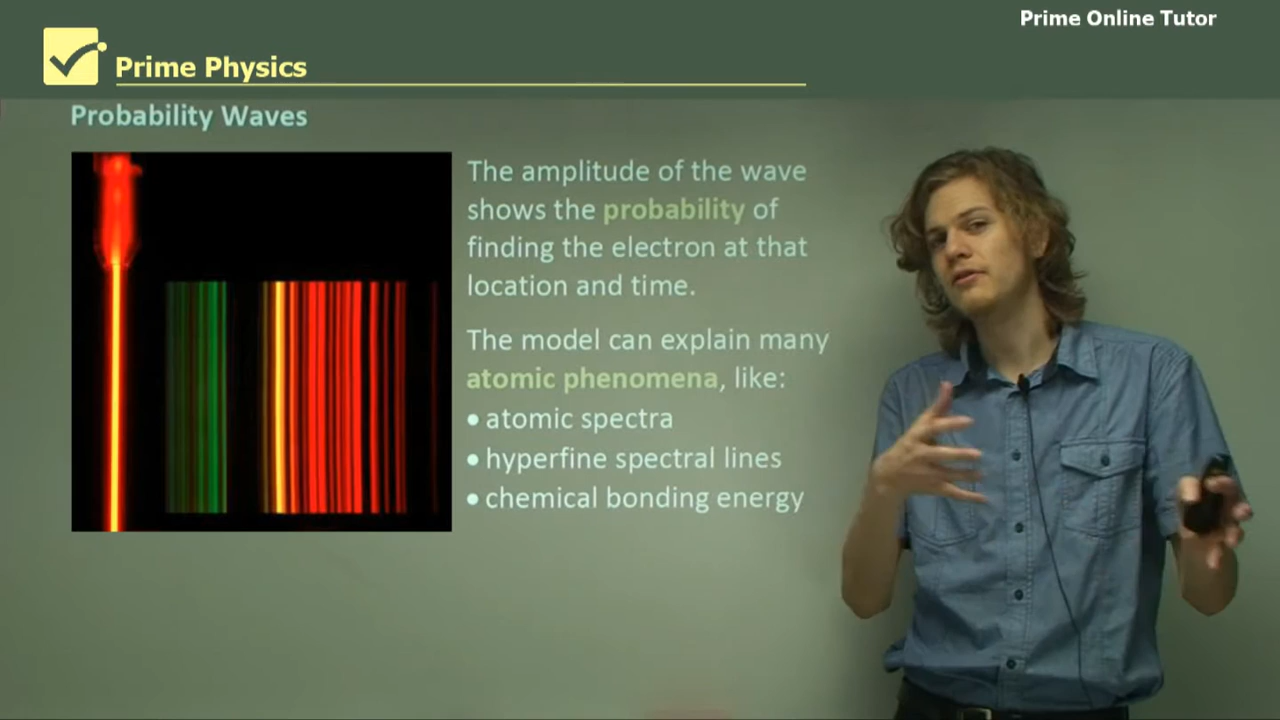 Prime Online Tutor
Prime Physics
Probability Waves
The amplitude of the wave
shows the probability of
finding the electron at that
location and time.
The model can explain many
atomic phenomena, like:
• atomic spectra
• hyperfine spectral lines
• chemical bonding energy